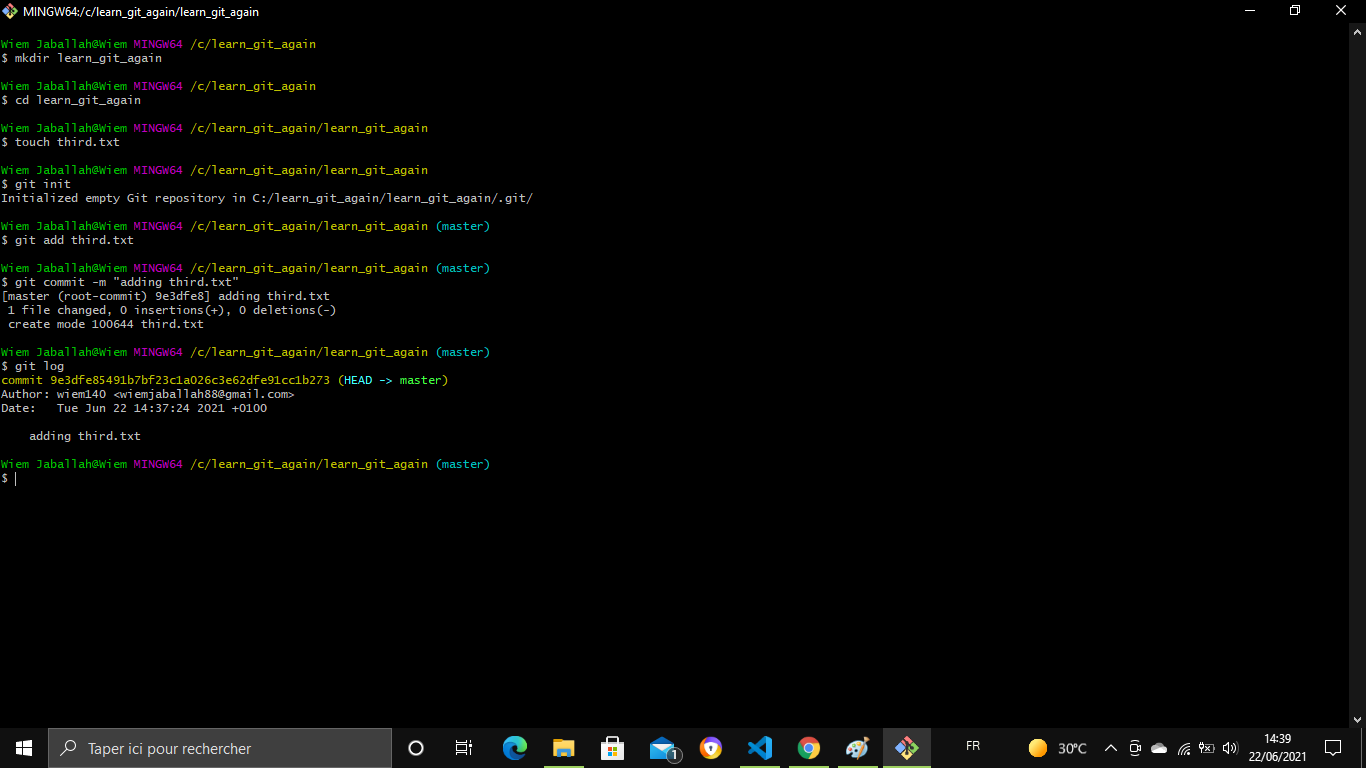 MINGW64:/c/learn_git_again/learn_git_again
Wiem Jaballah@Wiem MINGW64 /c/learn_git_again
$ mkdir learn_git_again
Wiem Jaballah@Wiem MINGW64 /c/learn_git_again
$ cd learn_git_again
Wiem Jaballah@Wiem MINGW64 /c/learn_git_again/learn_git_again
$ touch third.txt
Wiem Jaballah@Wiem MINGW64 /c/learn_git_again/learn_git_again
$ git init
Initialized empty Git repository in C:/learn_git_again/learn_git_again/.git/
Wiem Jaballah@Wiem MINGW64 /c/learn_git_again/learn_git_again (master)
$ git add third.txt
Wiem Jaballah@Wiem MINGW64 /c/learn_git_again/learn_git_again (master)
$ git commit -m "adding third.txt"
[master (root-commit) 9e3dfe8] adding third.txt
 1 file changed, 0 insertions(+), 0 deletions(-)
 create mode 100644 third.txt
Wiem Jaballah@Wiem MINGW64 /c/learn_git_again/learn_git_again (master)
$ git log
commit 9e3dfe85491b7bf23c1a026c3e62dfe91cc1b273 (HEAD -> master)
Author: wiem140 <wiemjaballah88@gmail.com>
Date:   Tue Jun 22 14:37:24 2021 +0100
    adding third.txt
Wiem Jaballah@Wiem MINGW64 /c/learn_git_again/learn_git_again (master)
$
Taper ici pour rechercher
1
FR
30°C
14:39
22/06/2021